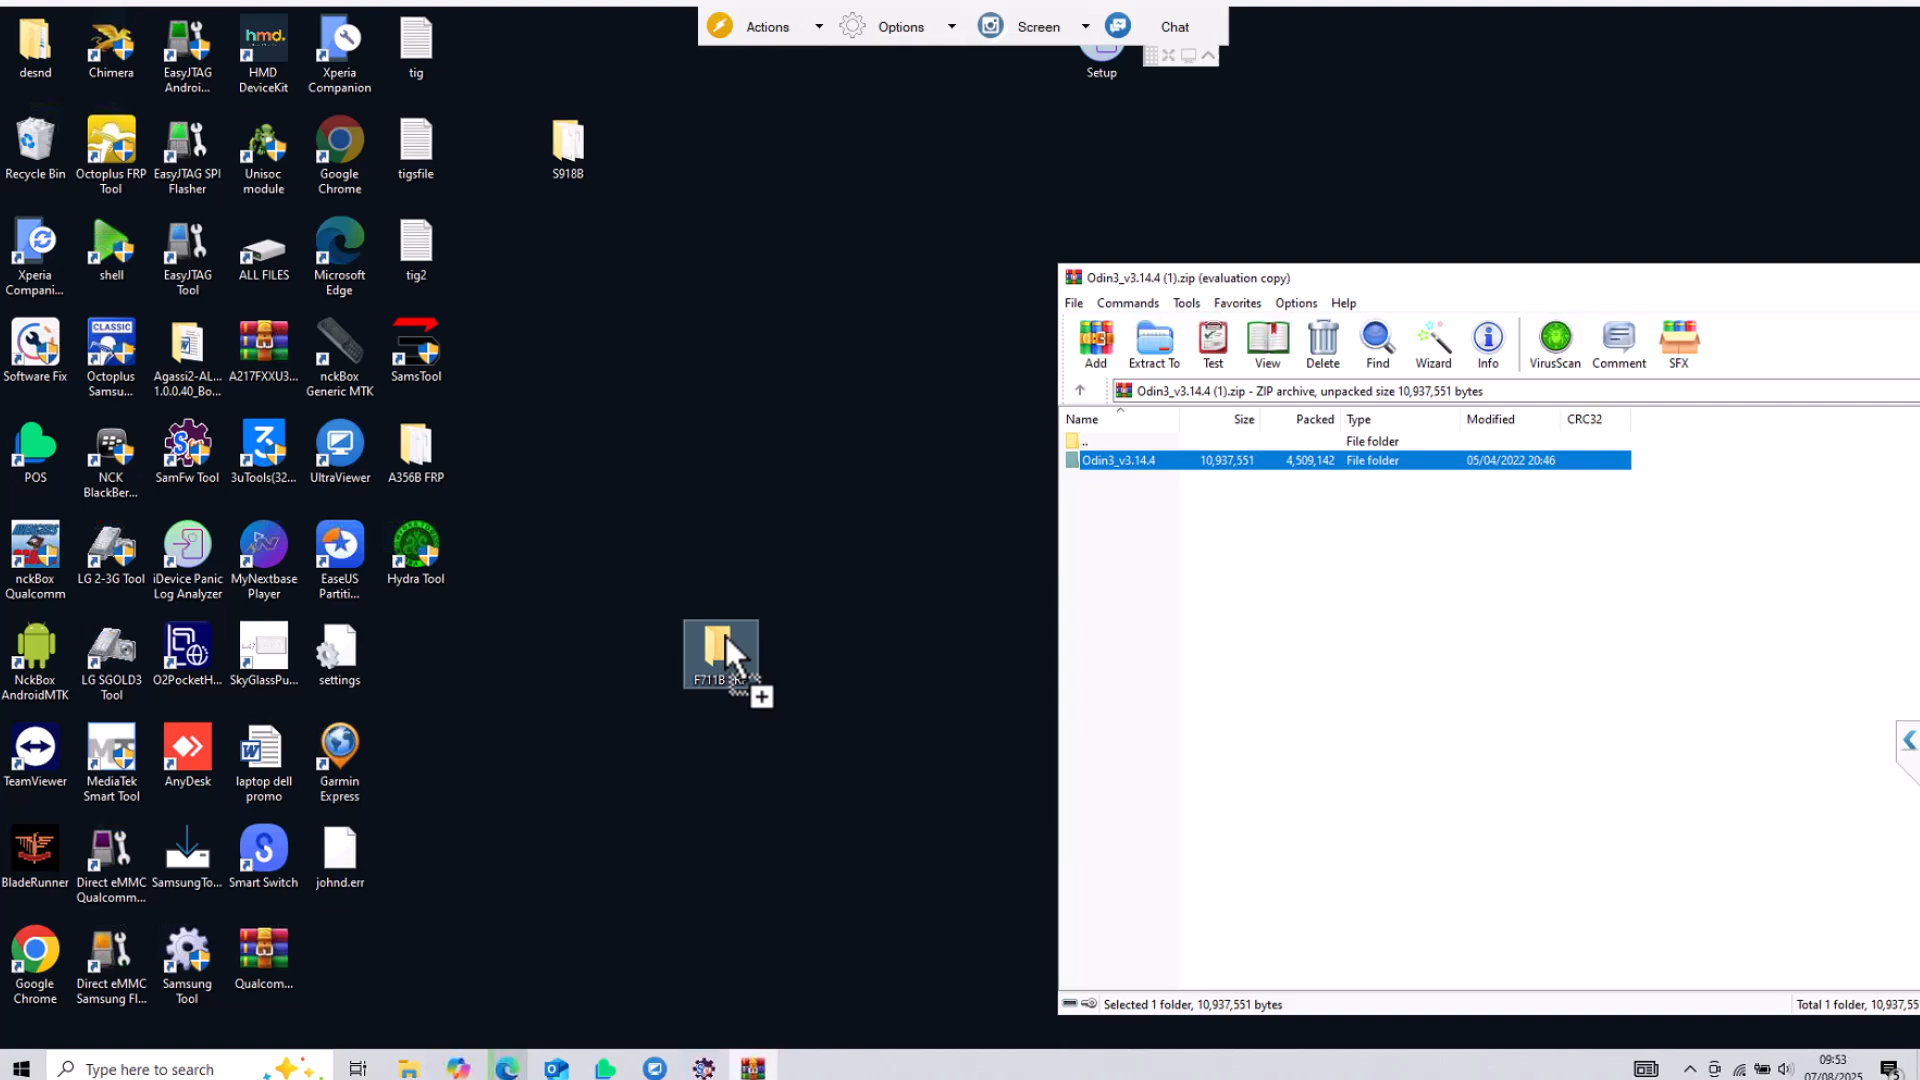 Actions
Options
Screen
Chat
Setup
desnd
Chimera
EasyJTAG
Androi...
HMD
DeviceKit
Xperia
Companion
tig
hmd.
Recycle Bin
Octoplus FRP
Tool
EasyJTAG SPI
Flasher
Unisoc
module
Google
Chrome
tigsfile
S918B
Xperia
Compani...
shell
EasyJTAG
Tool
ALL FILES
Microsoft
Edge
tig2
CLASSIC
Software Fix
Octoplus
Samsu...
Agassi2-AL...
1.0.0.40_Bo...
A217FXXU3...
nckBox
Generic MTK
SamsTool
POS
NCK
BlackBer...
SamFw Tool
3uTools(32...
UltraViewer
A356B FRP
nckBox
Qualcomm
LG 2-3G Tool
iDevice Panic
Log Analyzer
MyNextbase
Player
EaseUS
Partiti...
Hydra Tool
NckBox
AndroidMTK
LG SGOLD3
Tool
O2PocketH...
SkyGlassPu...
settings
F711B
TeamViewer
MediaTek
Smart Tool
AnyDesk
laptop dell
promo
Garmin
Express
BladeRunner
Direct eMMC
Qualcomm...
SamsungTo...
Smart Switch
johnd.err
Google
Chrome
Direct eMMC
Samsung Fl...
Samsung
Tool
Qualcom...
Odin3_v3.14.4 (1).zip (evaluation copy)
File Commands Tools Favorites Options Help
Add Extract To Test View Delete Find Wizard Info VirusScan Comment SFX
Odin3_v3.14.4 (1).zip - ZIP archive, unpacked size 10,937,551 bytes
Name Size Packed Type Modified CRC32
.. File folder
Odin3_v3.14.4 10,937,551 4,509,142 File folder 05/04/2022 20:46
Selected 1 folder, 10,937,551 bytes
Total 1 folder, 10,937,55
Type here to search
09:53
07/08/2025